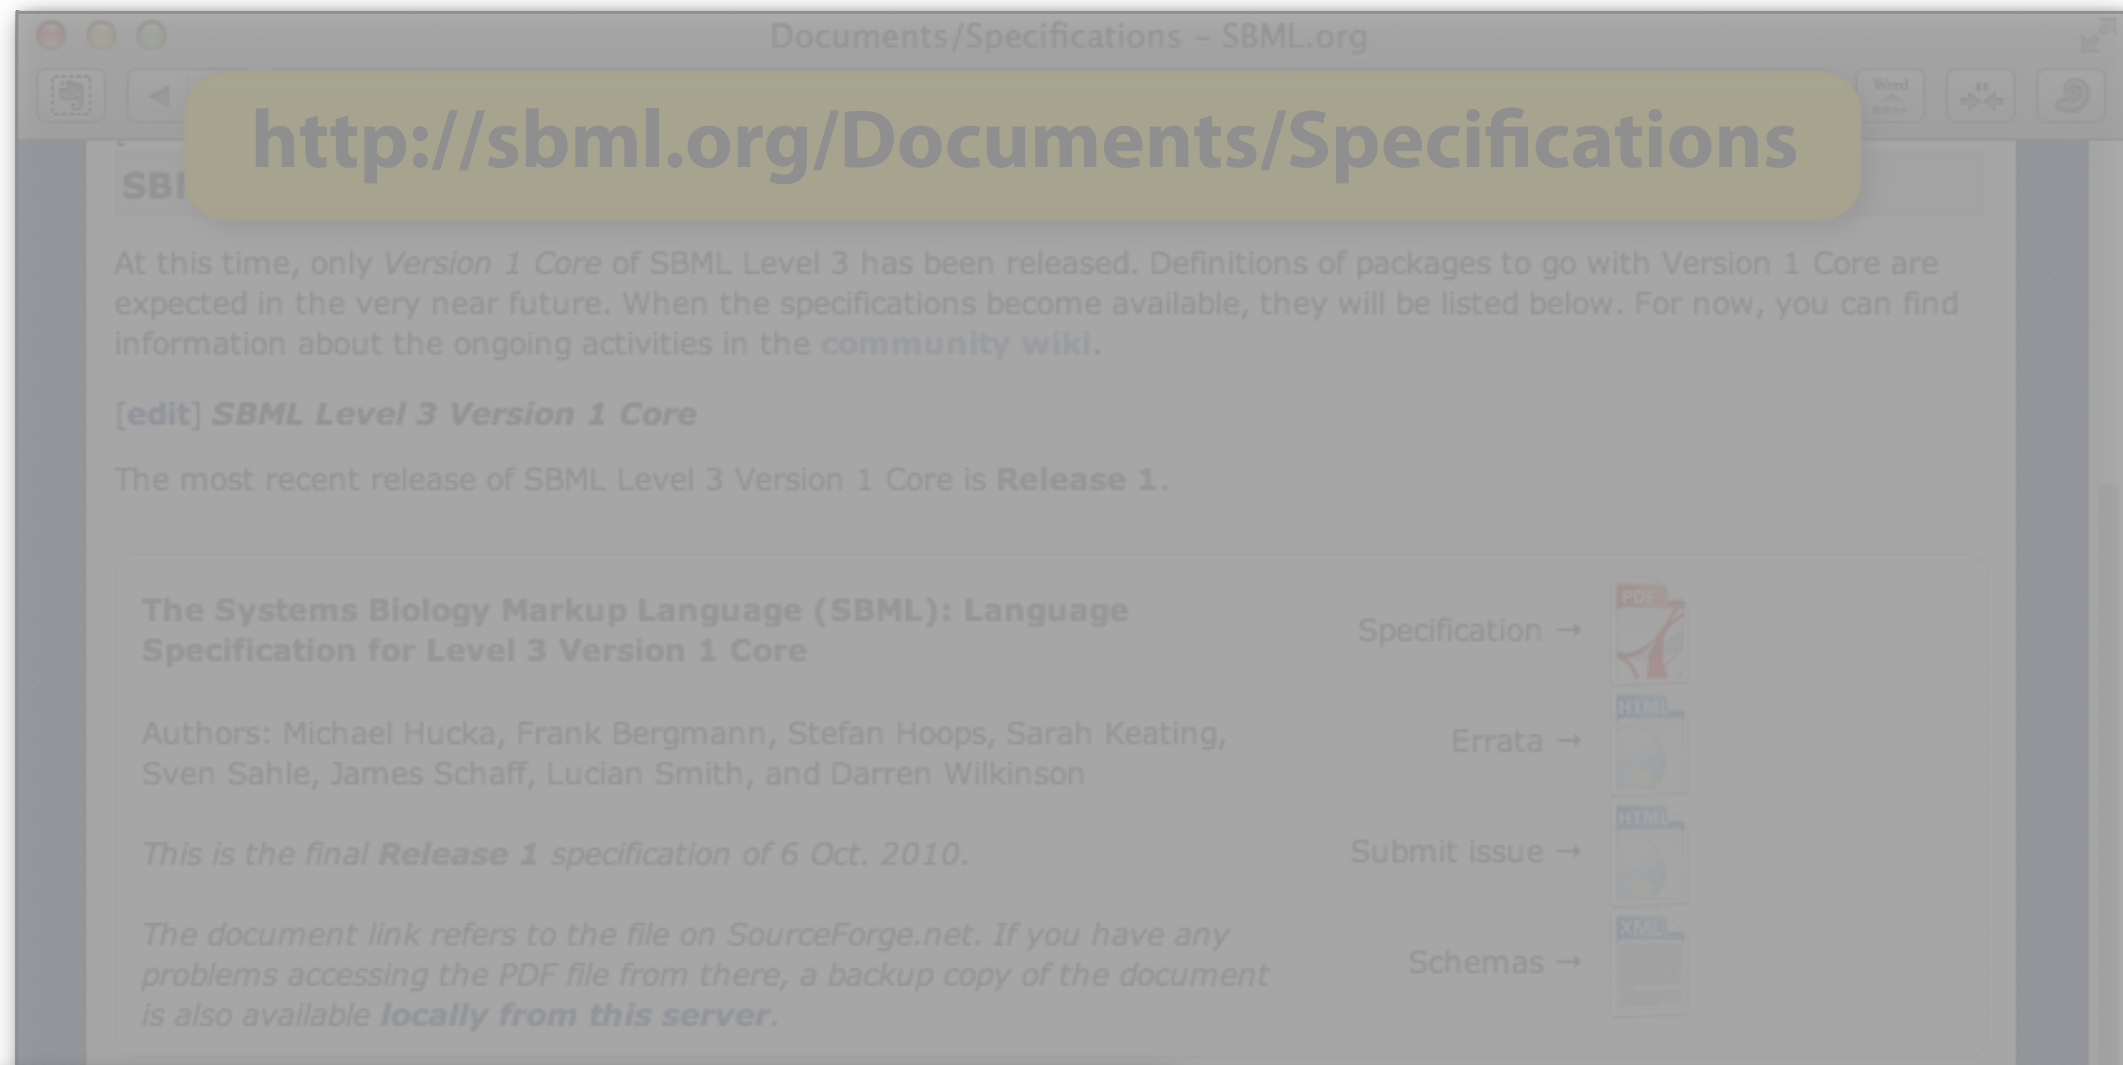 Documents/Specifications – SBML.org
Word
http://sbml.org/Documents/Specifications
At this time, only Version 1 Core of SBML Level 3 has been released. Definitions of packages to go with Version 1 Core are
expected in the very near future. When the specifications become available, they will be listed below. For now, you can find
information about the ongoing activities in the community wiki.
[edit] SBML Level 3 Version 1 Core
The most recent release of SBML Level 3 Version 1 Core is Release 1.
The Systems Biology Markup Language (SBML): Language
Specification for Level 3 Version 1 Core
Authors: Michael Hucka, Frank Bergmann, Stefan Hoops, Sarah Keating,
Sven Sahle, James Schaff, Lucian Smith, and Darren Wilkinson
This is the final Release 1 specification of 6 Oct. 2010.
The document link refers to the file on SourceForge.net. If you have any
problems accessing the PDF file from there, a backup copy of the document
is also available locally from this server.
Specification →
PDF
Errata →
HTML
Submit issue →
HTML
Schemas →
XML